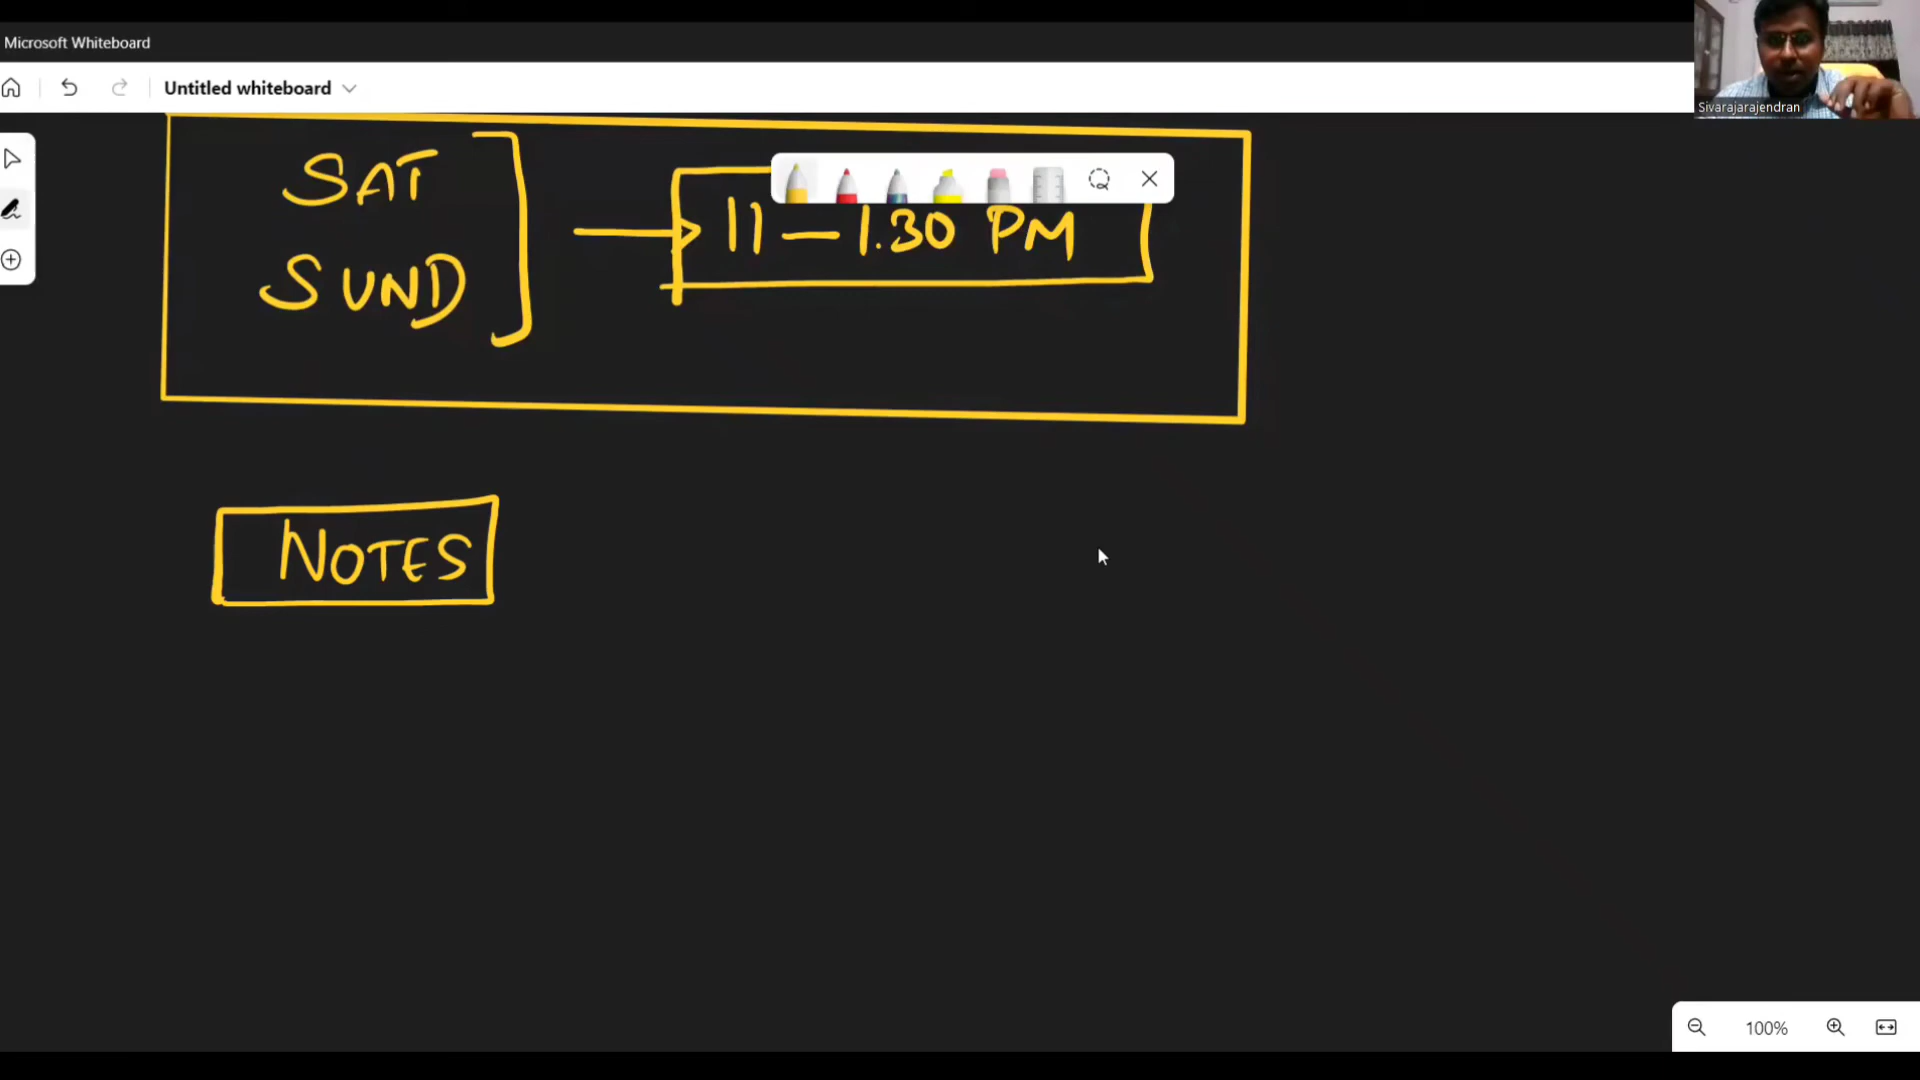 Microsoft Whiteboard
Untitled whiteboard
Sivarajarajendran
SAT
11 — 1.30 PM
SUND
NOTES
100%